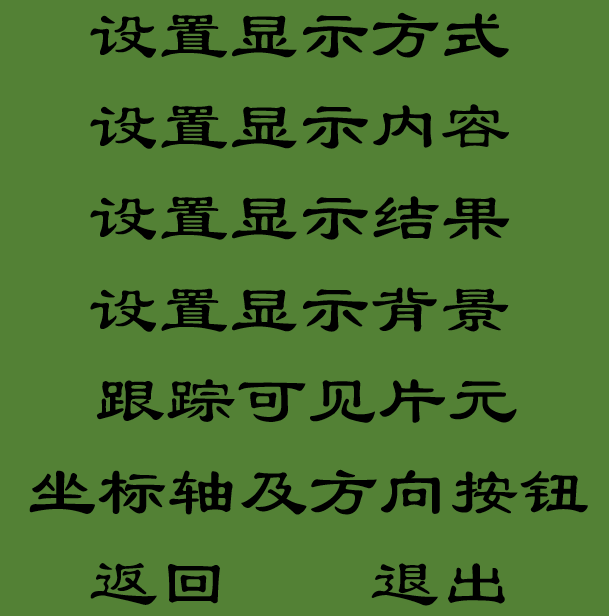 设置显示方式
设置显示内容
设置显示结果
设置显示背景
跟踪可见片元
坐标轴及方向按钮
返回 退出